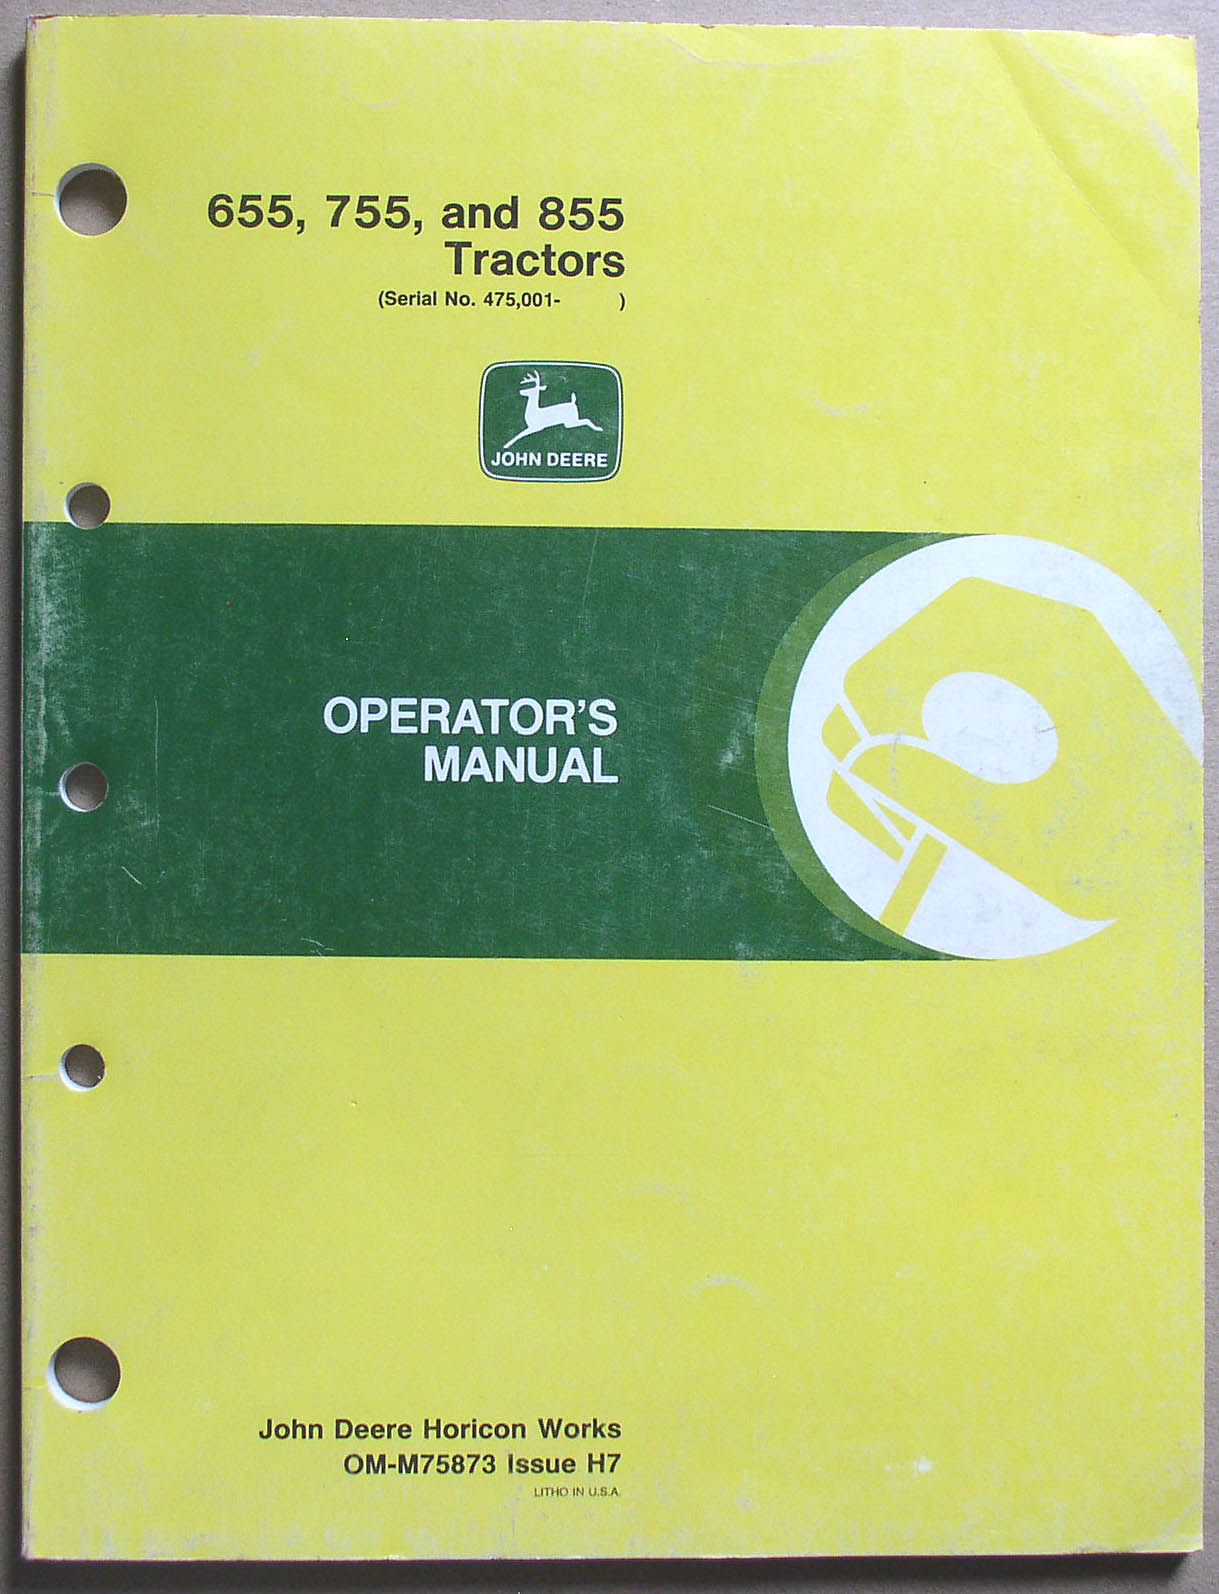 655, 755, and 855
Tractors
(Serial No. 475,001- )
JOHN DEERE
OPERATOR'S
MANUAL
John Deere Horicon Works
OM-M75873 Issue H7
LITHO IN U.S.A.